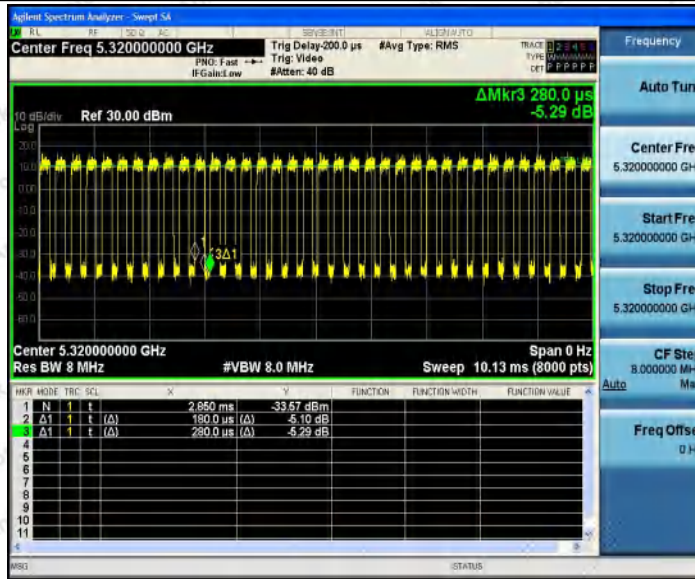 Agilent Spectrum Analyzer - Swept SA
RL RF 50 Ω AC SENSE:INT ALIGN AUTO
Center Freq 5.320000000 GHz
PNO: Fast
IFGain:Low
Trig Delay-200.0 µs
Trig: Video
#Atten: 40 dB
#Avg Type: RMS
TRACE 1 2 3 4 5 6
TYPE
DET P P P P P P
ΔMkr3 280.0 µs
-5.29 dB
10 dB/div Ref 30.00 dBm
Log
20.0
10.0
0.00
-30.0
-40.0
-60.0
1
3Δ1
Center 5.320000000 GHz Span 0 Hz
Res BW 8 MHz #VBW 8.0 MHz Sweep 10.13 ms (8000 pts)
MKR MODE TRC SCL X Y FUNCTION FUNCTION WIDTH FUNCTION VALUE
1 N 1 t 2.850 ms -33.57 dBm
2 Δ1 1 t (Δ) 180.0 µs (Δ) -5.10 dB
3 Δ1 1 t (Δ) 280.0 µs (Δ) -5.29 dB
4
5
6
7
8
9
10
11
MSG STATUS
Frequency
Auto Tun
Center Fre
5.320000000 GH
Start Fre
5.320000000 GH
Stop Fre
5.320000000 GH
CF Ste
8.000000 MH
Auto Ma
Freq Offse
0 H